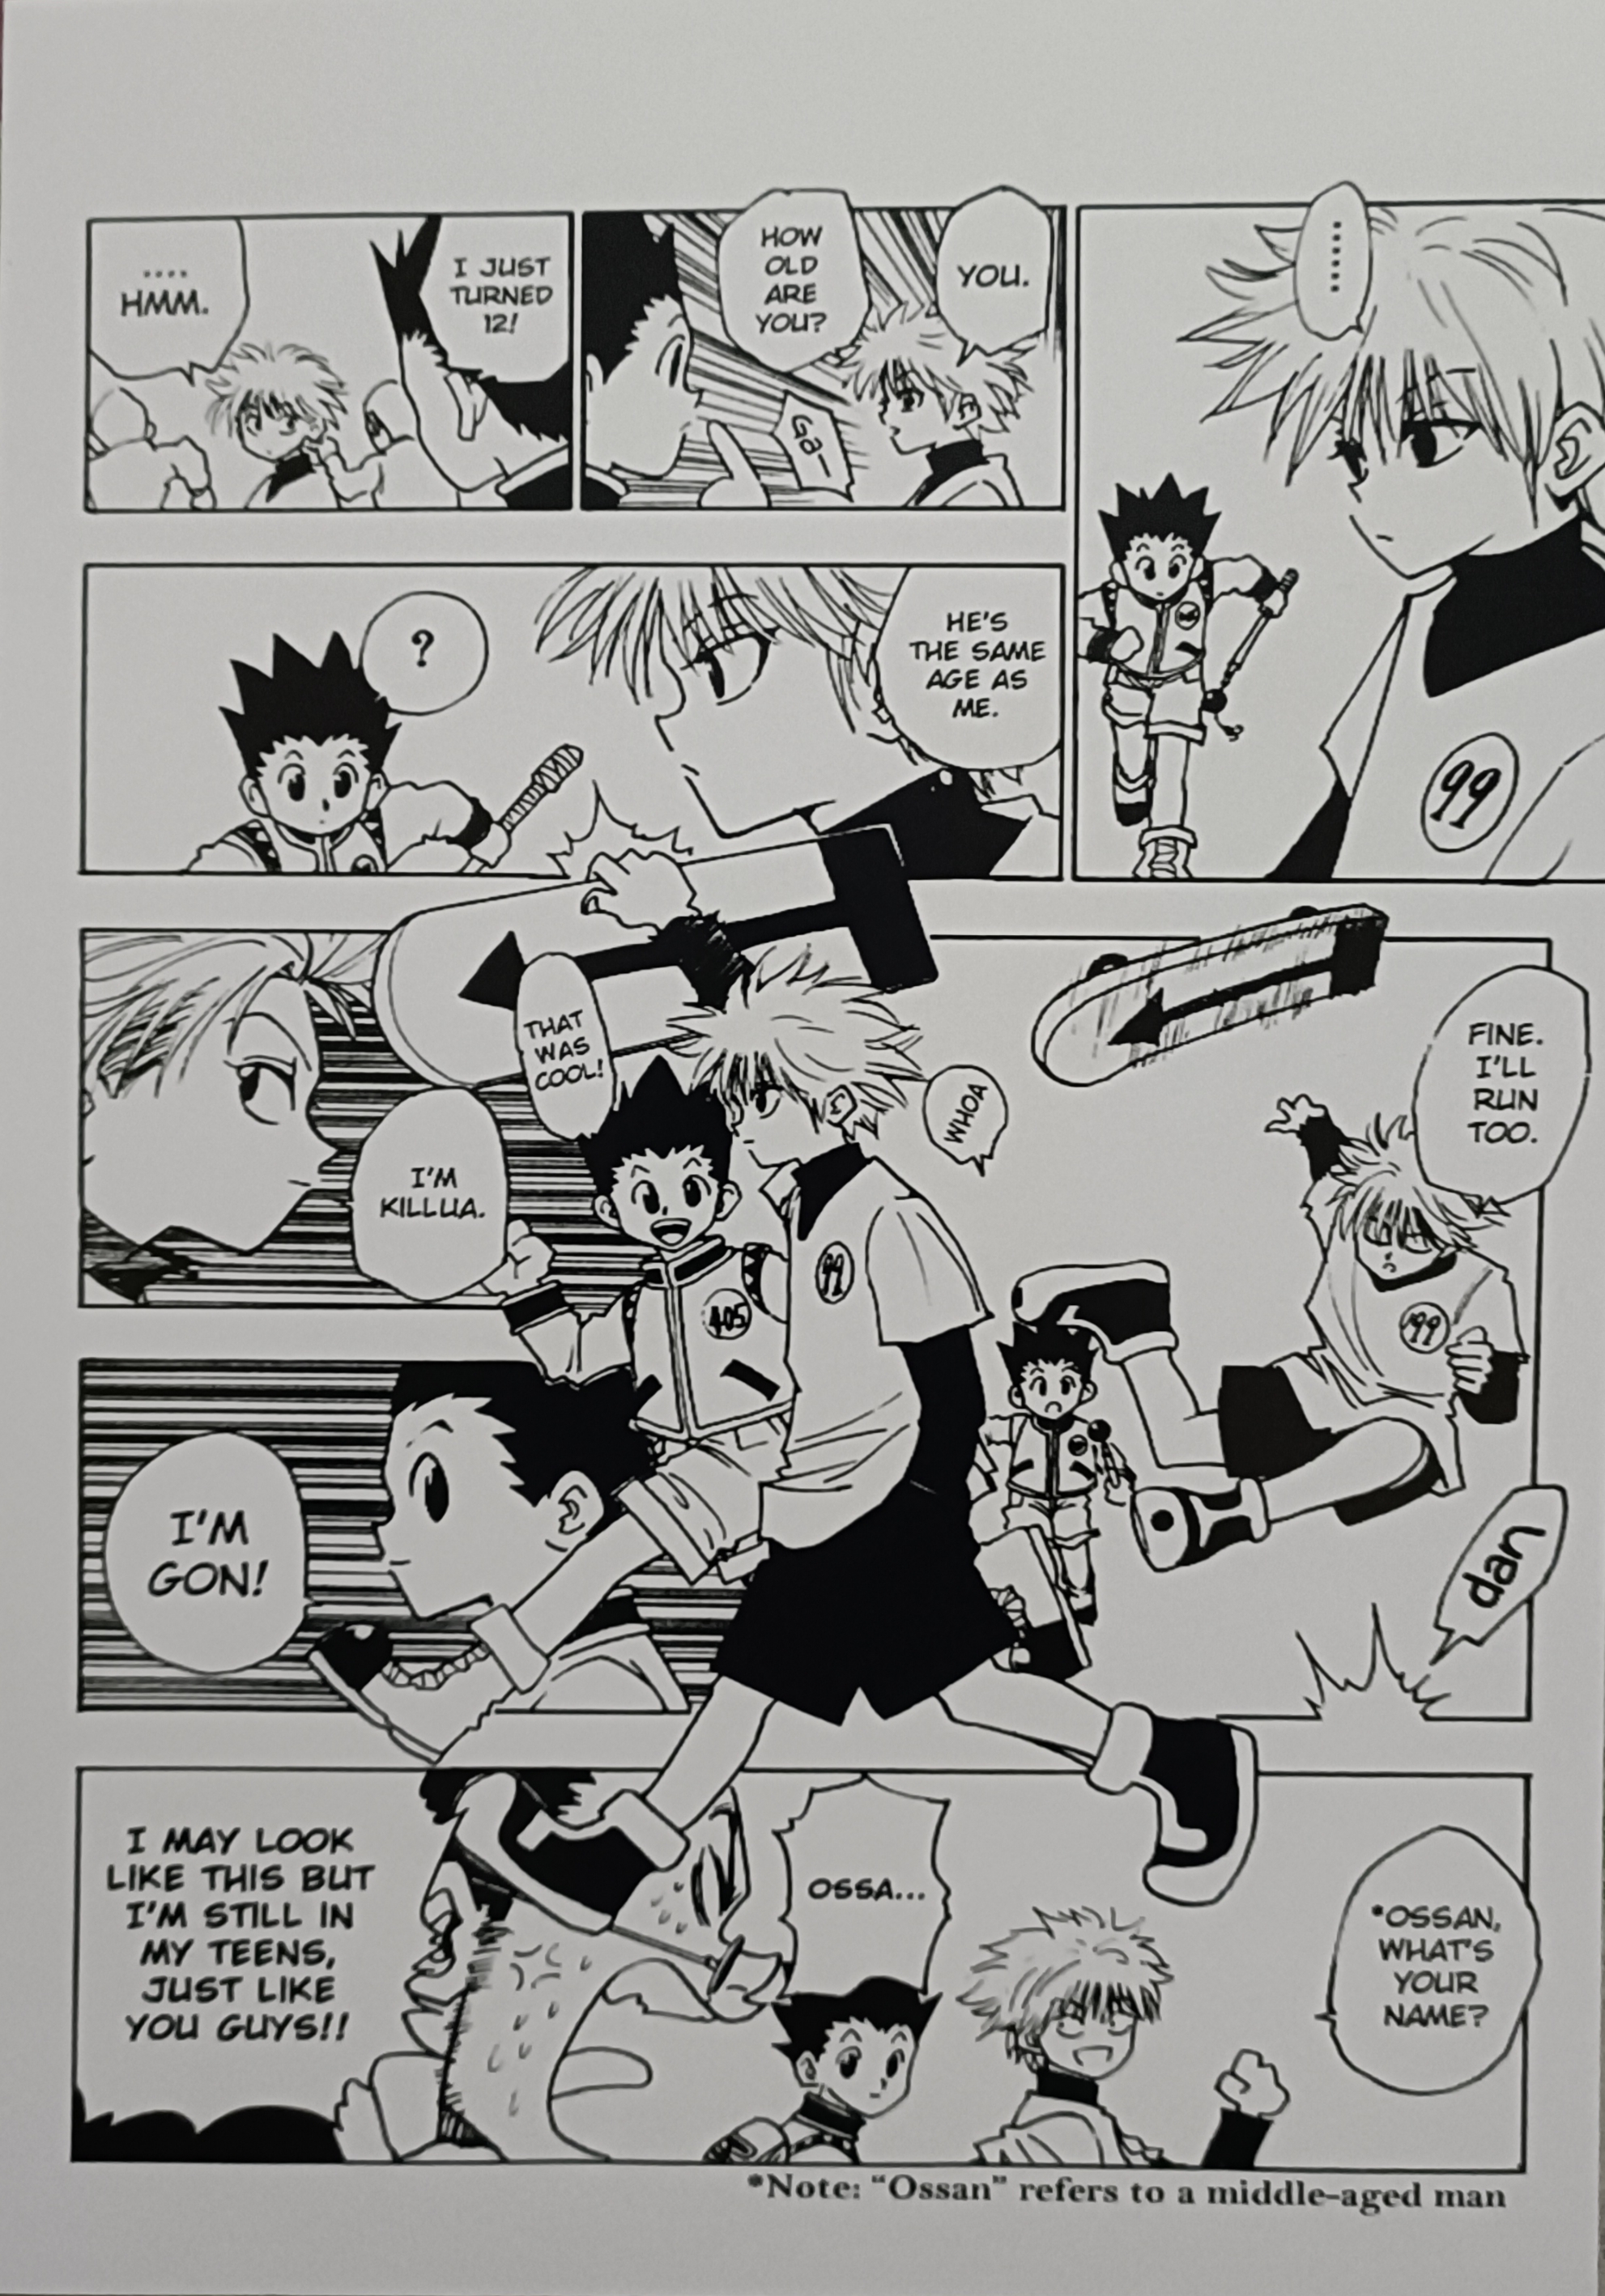 ......
YOU.
HOW
OLD
ARE
YOU?
Ga—
I JUST
TURNED
12!
....
HMM.
99
HE'S
THE SAME
AGE AS
ME.
?
FINE.
I'LL
RUN
TOO.
99
dan
WHOA
THAT
WAS
COOL!
99
405
I'M
KILLUA.
I'M
GON!
*OSSAN,
WHAT'S
YOUR
NAME?
OSSA...
I MAY LOOK
LIKE THIS BUT
I'M STILL IN
MY TEENS,
JUST LIKE
YOU GUYS!!
*Note: “Ossan” refers to a middle-aged man